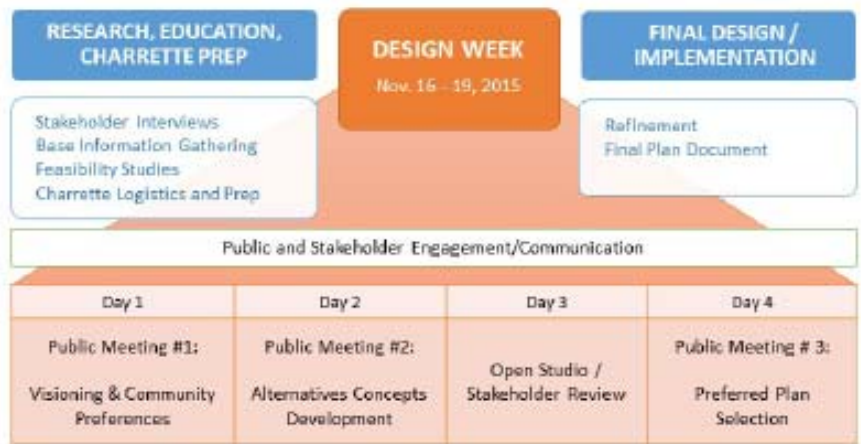 RESEARCH, EDUCATION,
CHARRETTE PREP
Stakeholder Interviews
Base Information Gathering
Feasibility Studies
Charrette Logistics and Prep
DESIGN WEEK
Nov. 16 - 19, 2015
FINAL DESIGN /
IMPLEMENTATION
Refinement
Final Plan Document
Public and Stakeholder Engagement/Communication
Day 1
Public Meeting #1:
Visioning & Community
Preferences
Day 2
Public Meeting #2:
Alternatives Concepts
Development
Day 3
Open Studio /
Stakeholder Review
Day 4
Public Meeting # 3:
Preferred Plan
Selection